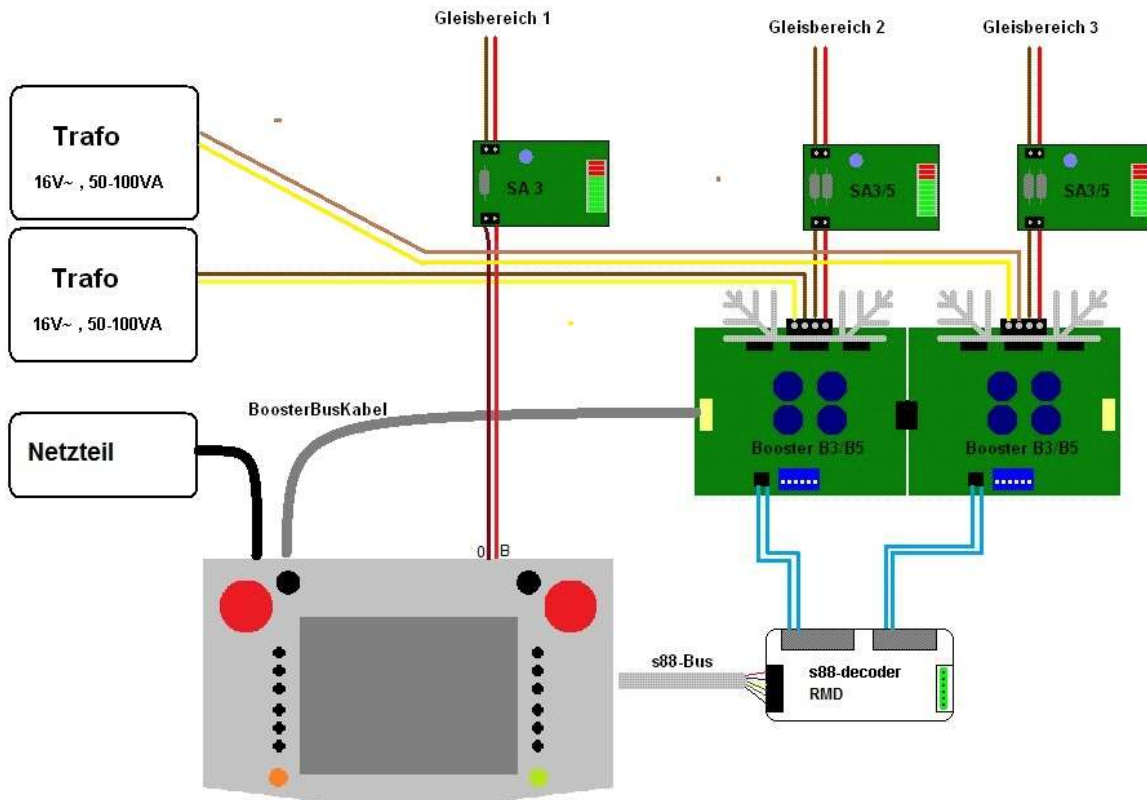 Gleisbereich 1
Gleisbereich 2
Gleisbereich 3
Trafo
16V~ , 50-100VA
SA 3
SA3/5
SA3/5
Trafo
16V~ , 50-100VA
BoosterBusKabel
Netzteil
Booster B3/B5
Booster B3/B5
0
B
s88-Bus
s88-decoder
RMD